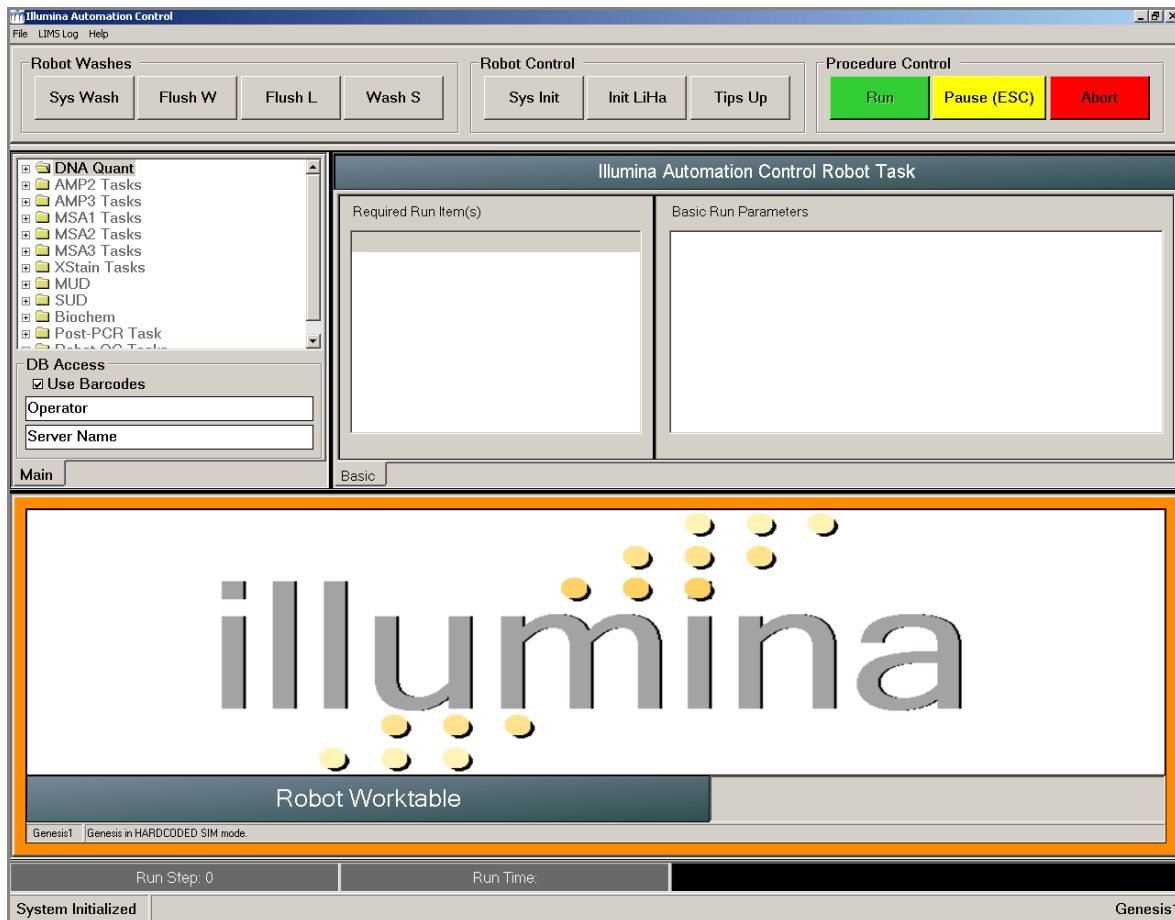 Illumina Automation Control
File LIMS Log Help
Robot Washes
Robot Control
Procedure Control
Sys Wash
Flush W
Flush L
Wash S
Sys Init
Init LiHa
Tips Up
Run
Pause (ESC)
Abort
DNA Quant
AMP2 Tasks
AMP3 Tasks
MSA1 Tasks
MSA2 Tasks
MSA3 Tasks
XStain Tasks
MUD
SUD
Biochem
Post-PCR Task
Robot QC Tasks
DB Access
Use Barcodes
Operator
Server Name
Main
Illumina Automation Control Robot Task
Required Run Item(s)
Basic Run Parameters
Basic
illumina
Robot Worktable
Genesis1 Genesis in HARDCODED SIM mode.
Run Step: 0
Run Time:
System Initialized
Genesis1